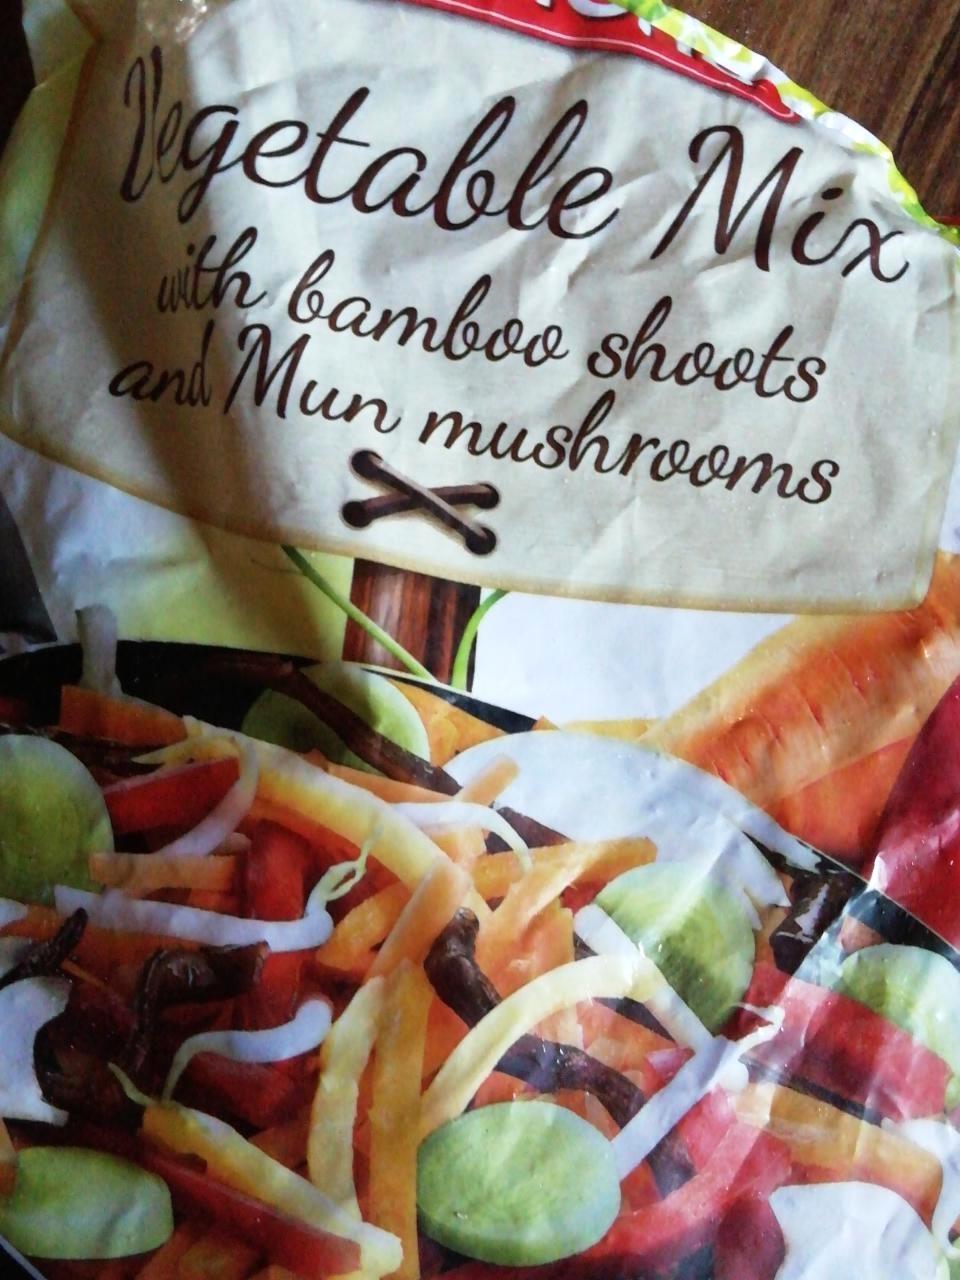 Vegetable Mix
with bamboo shoots
and Mun mushrooms